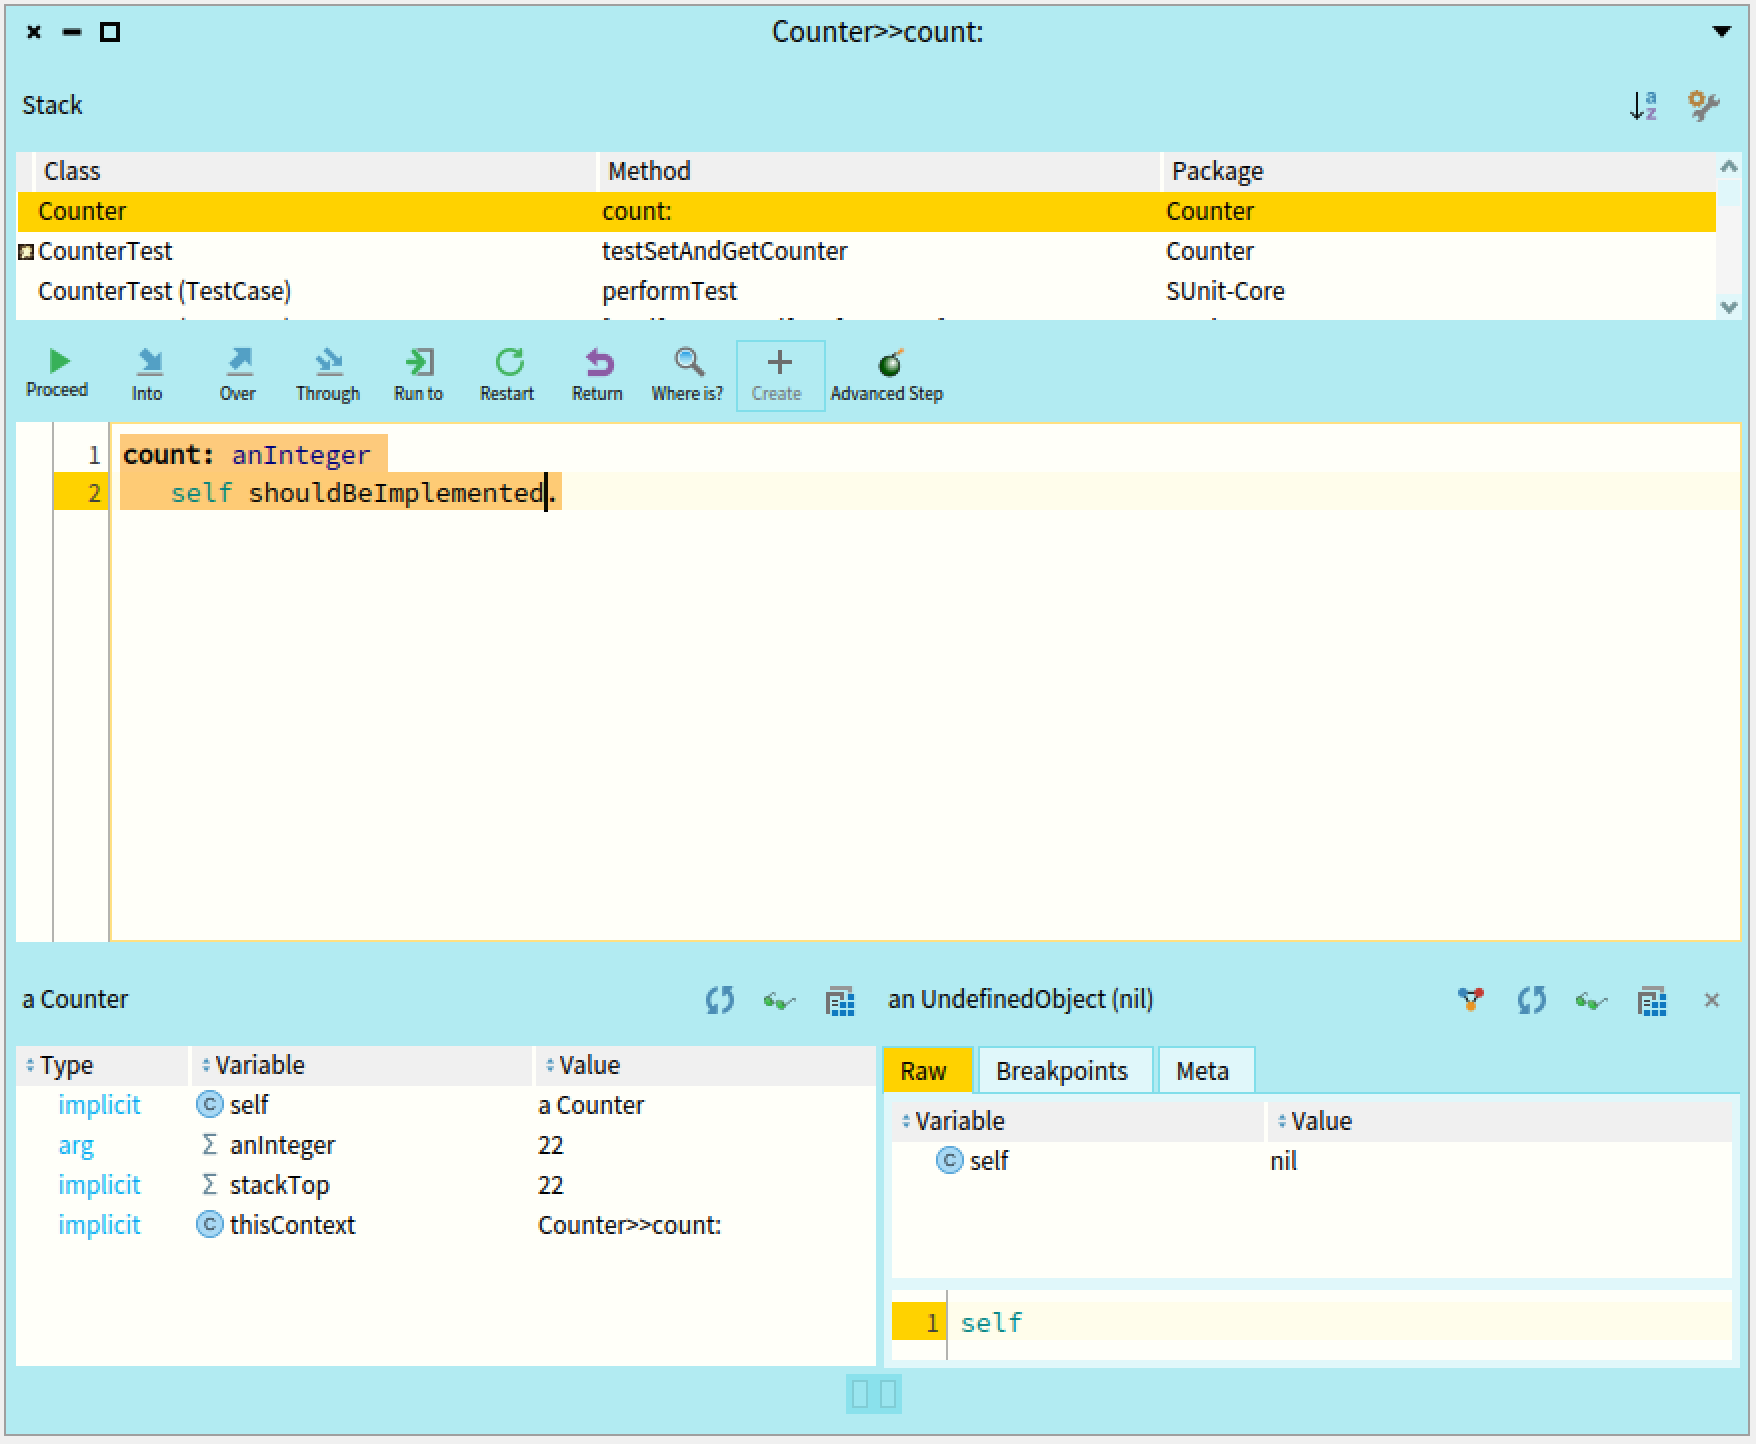 Counter>>count:
Stack
Class Method Package
Counter count: Counter
CounterTest testSetAndGetCounter Counter
CounterTest (TestCase) performTest SUnit-Core
Proceed Into Over Through Run to Restart Return Where is? Create Advanced Step
1 count: anInteger
2 self shouldBeImplemented.
a Counter
Type Variable Value
implicit self a Counter
arg anInteger 22
implicit stackTop 22
implicit thisContext Counter>>count:
an UndefinedObject (nil)
Raw Breakpoints Meta
Variable Value
self nil
1 self